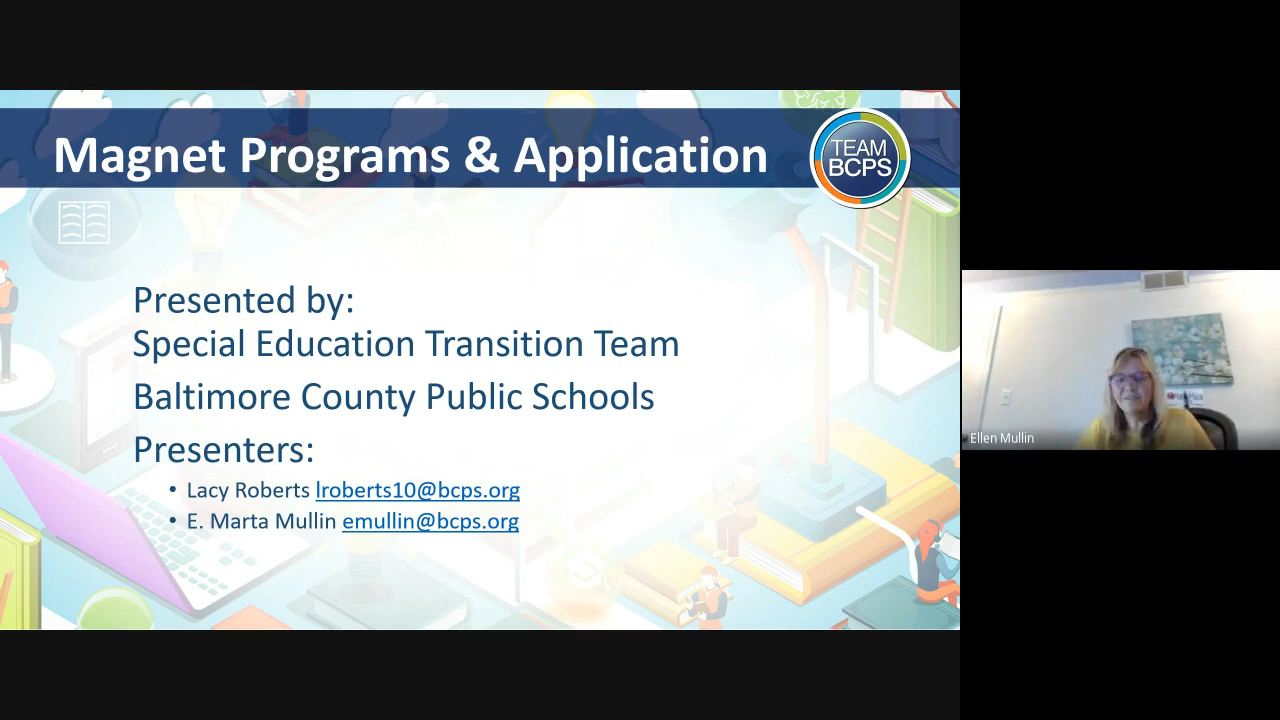 Magnet Programs & Application
TEAM
BCPS
Presented by:
Special Education Transition Team
Baltimore County Public Schools
Presenters:
• Lacy Roberts lroberts10@bcps.org
• E. Marta Mullin emullin@bcps.org
Ellen Mullin